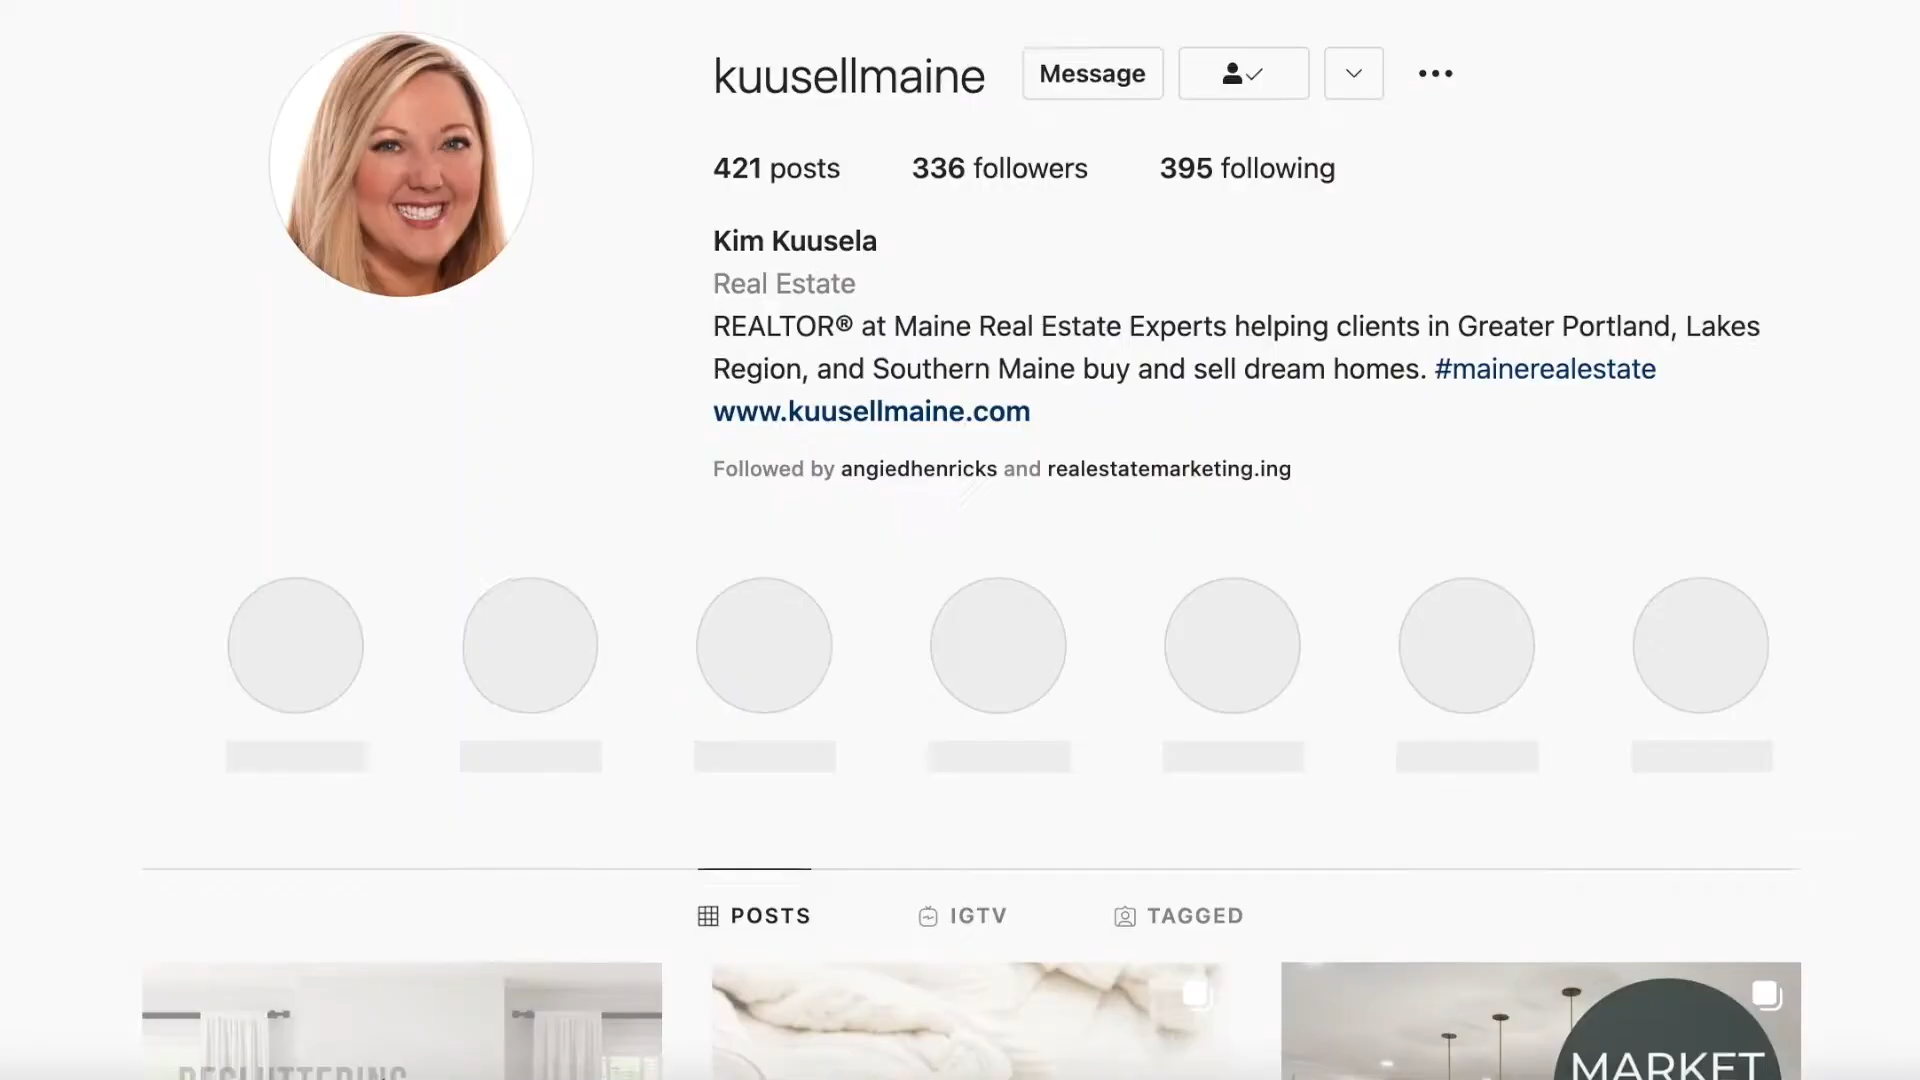 kuusellmaine
Message
421 posts
336 followers
395 following
Kim Kuusela
Real Estate
REALTOR® at Maine Real Estate Experts helping clients in Greater Portland, Lakes
Region, and Southern Maine buy and sell dream homes. #mainerealestate
www.kuusellmaine.com
Followed by angiedhenricks and realestatemarketing.ing
POSTS
IGTV
TAGGED
DECLUTTERING
MARKET